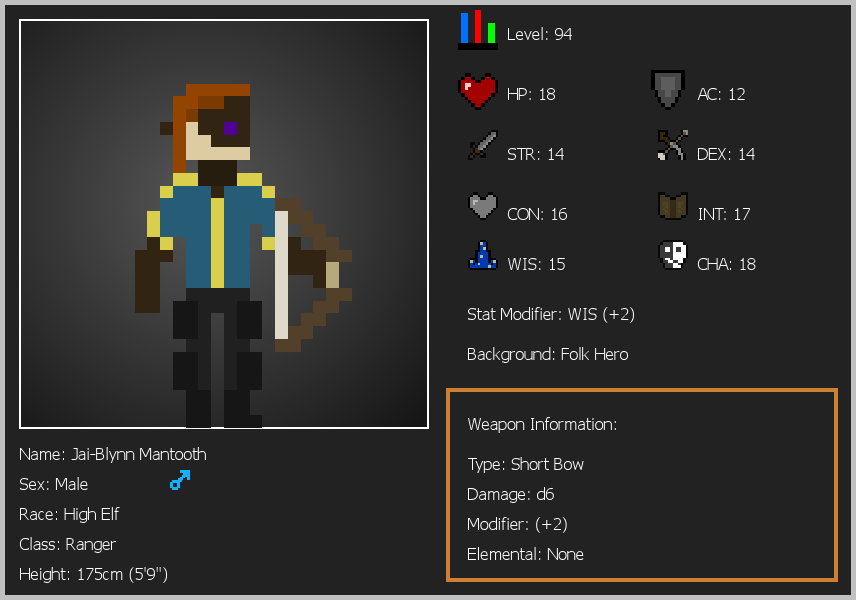 Level: 94
HP: 18
AC: 12
STR: 14
DEX: 14
CON: 16
INT: 17
WIS: 15
CHA: 18
Stat Modifier: WIS (+2)
Background: Folk Hero
Weapon Information:
Type: Short Bow
Damage: d6
Modifier: (+2)
Elemental: None
Name: Jai-Blynn Mantooth
Sex: Male
Race: High Elf
Class: Ranger
Height: 175cm (5'9")